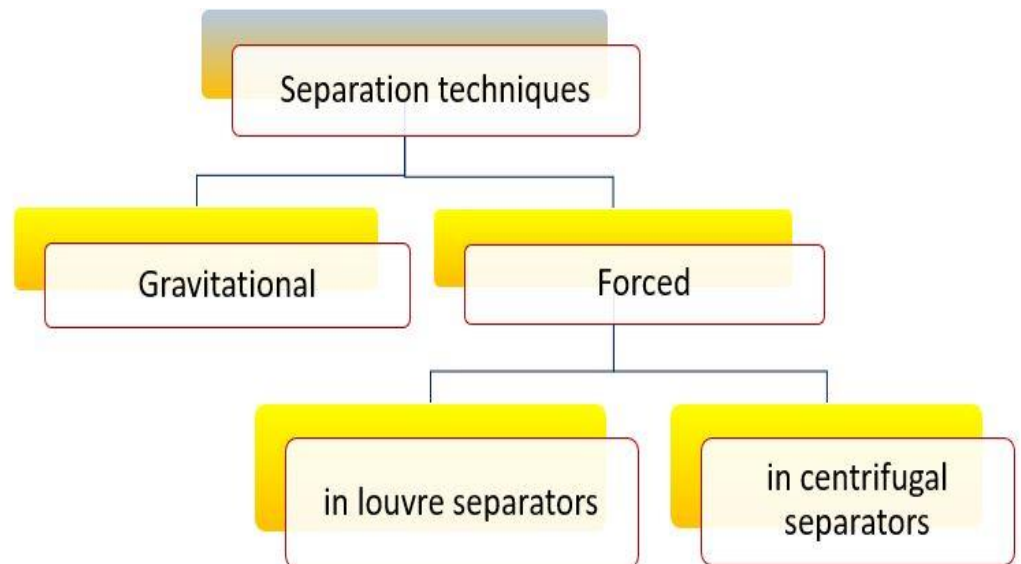 Separation techniques
Gravitational
Forced
in louvre separators
in centrifugal
separators